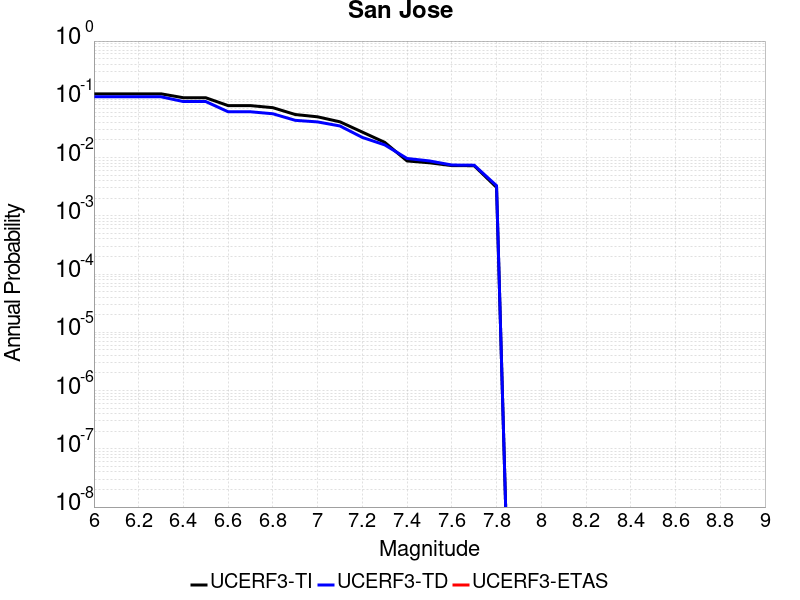 San Jose
Annual Probability
10^0
10^-1
10^-2
10^-3
10^-4
10^-5
10^-6
10^-7
10^-8
6 6.2 6.4 6.6 6.8 7 7.2 7.4 7.6 7.8 8 8.2 8.4 8.6 8.8 9
Magnitude
UCERF3-TI UCERF3-TD UCERF3-ETAS